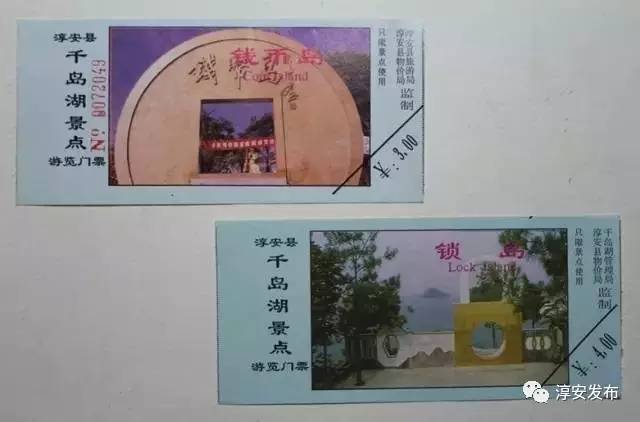 淳安县
千岛湖景点
游览门票
No. 0072049
钱币岛
Coin Island
只限景点使用
淳安县旅游局
淳安县物价局
监制
¥: 3.00
淳安县
千岛湖景点
游览门票
锁岛
Lock Island
只限景点使用
千岛湖管理局
淳安县物价局
监制
¥: 4.00
淳安发布